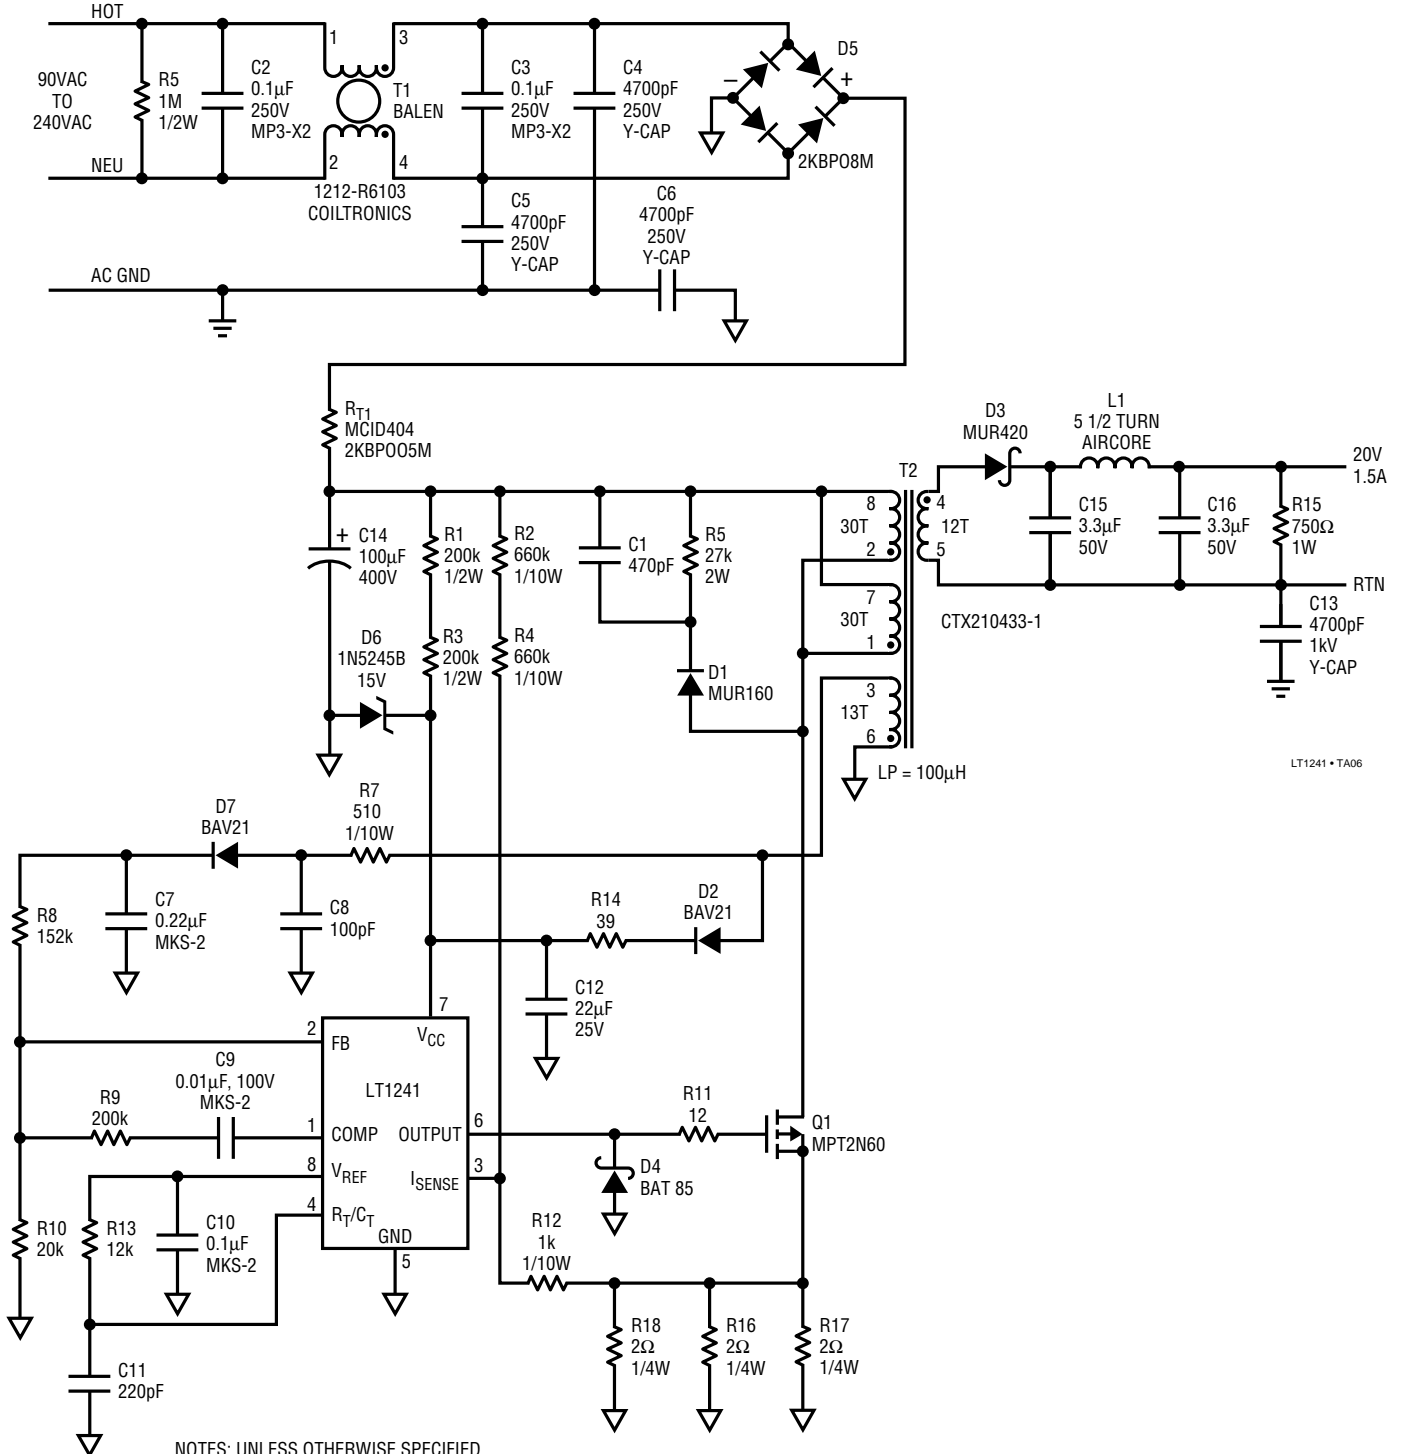 HOT
90VAC
TO
240VAC
R5
1M
1/2W
C2
0.1µF
250V
MP3-X2
1
3
T1
BALEN
2
4
1212-R6103
COILTRONICS
C3
0.1µF
250V
MP3-X2
C4
4700pF
250V
Y-CAP
D5
–
+
2KBPO8M
NEU
C5
4700pF
250V
Y-CAP
C6
4700pF
250V
Y-CAP
AC GND
RT1
MCID404
2KBPOO5M
+
C14
100µF
400V
R1
200k
1/2W
R2
660k
1/10W
C1
470pF
R5
27k
2W
T2
8
30T
2
4
12T
5
7
30T
1
3
13T
6
CTX210433-1
LP = 100µH
D3
MUR420
L1
5 1/2 TURN
AIRCORE
20V
1.5A
C15
3.3µF
50V
C16
3.3µF
50V
R15
750Ω
1W
RTN
C13
4700pF
1kV
Y-CAP
D6
1N5245B
15V
R3
200k
1/2W
R4
660k
1/10W
D1
MUR160
LT1241 • TA06
D7
BAV21
R7
510
1/10W
R8
152k
C7
0.22µF
MKS-2
C8
100pF
R14
39
D2
BAV21
C12
22µF
25V
7
VCC
2
FB
LT1241
C9
0.01µF, 100V
MKS-2
R9
200k
1
COMP
OUTPUT
6
8
VREF
ISENSE
3
4
RT/CT
GND
5
R11
12
Q1
MPT2N60
D4
BAT 85
R10
20k
R13
12k
C10
0.1µF
MKS-2
R12
1k
1/10W
R18
2Ω
1/4W
R16
2Ω
1/4W
R17
2Ω
1/4W
C11
220pF
NOTES: UNLESS OTHERWISE SPECIFIED